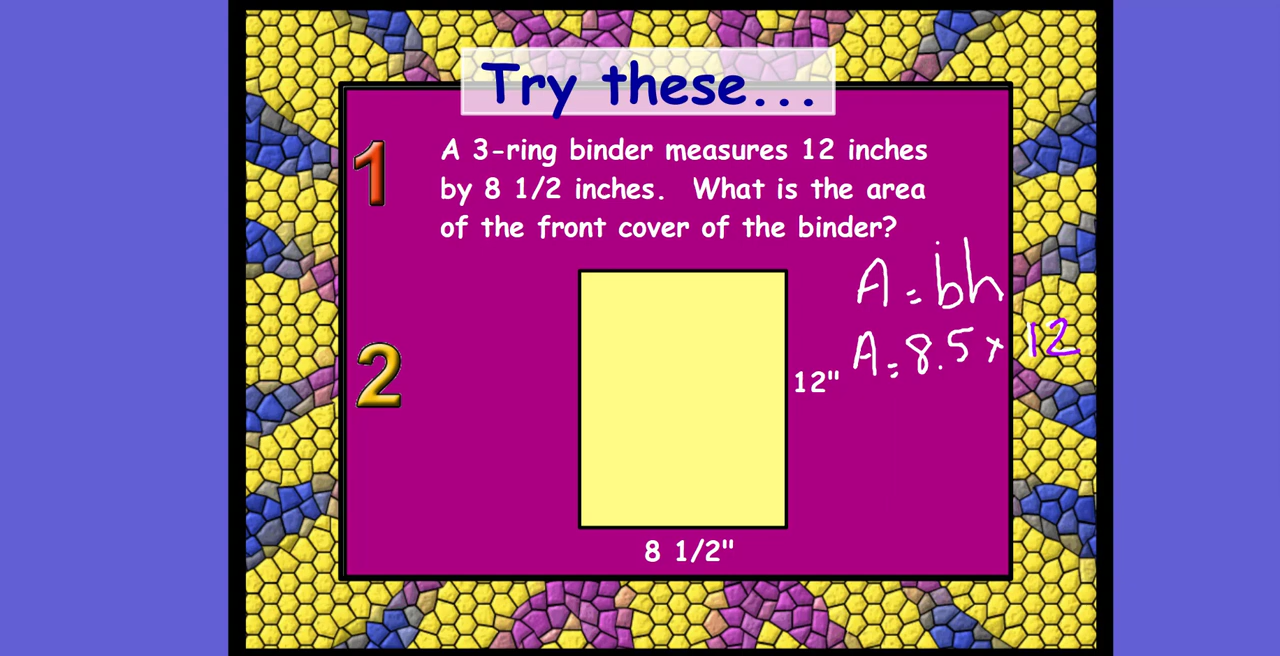 Try these...
1
A 3-ring binder measures 12 inches
by 8 1/2 inches. What is the area
of the front cover of the binder?
A = bh
A = 8.5 x 12
2
12"
8 1/2"